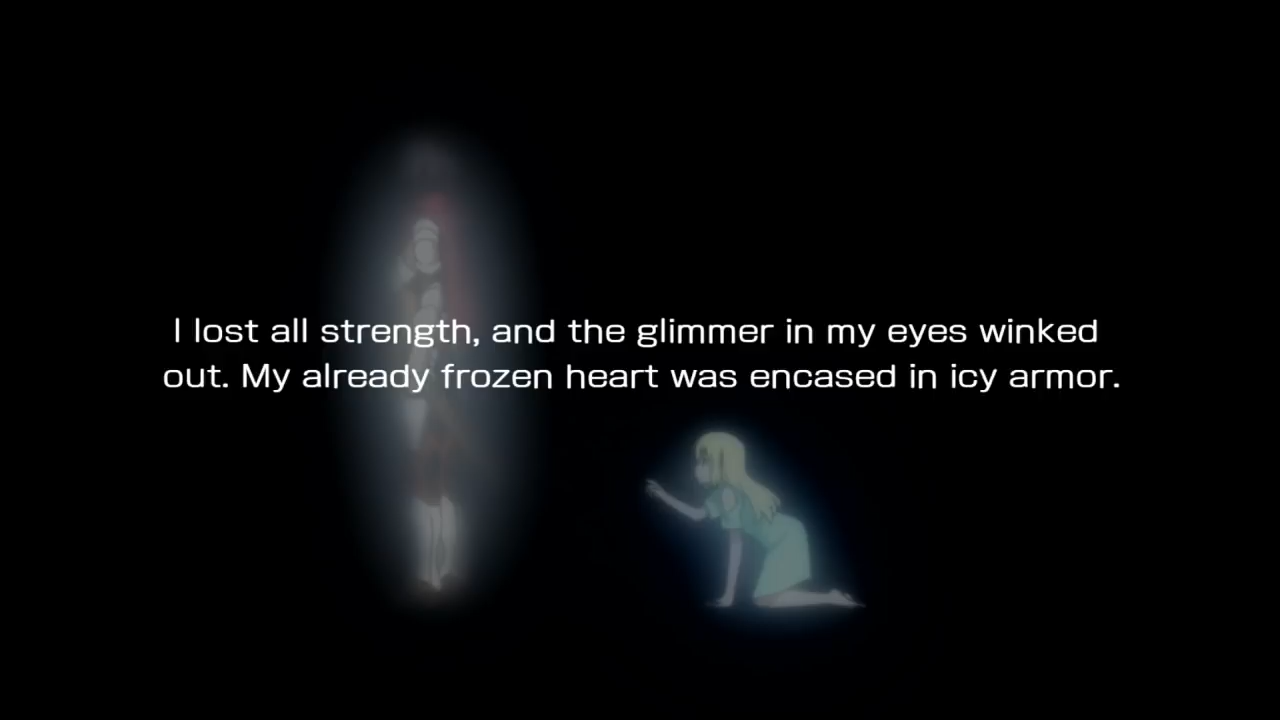 I lost all strength, and the glimmer in my eyes winked
out. My already frozen heart was encased in icy armor.